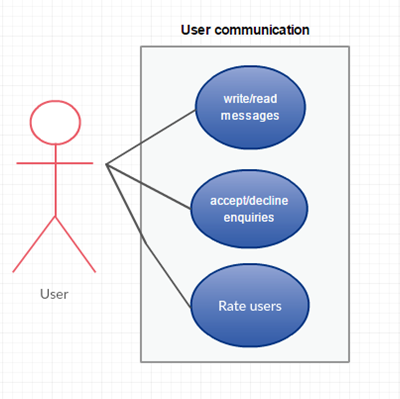 User communication
write/read
messages
accept/decline
enquiries
Rate users
User